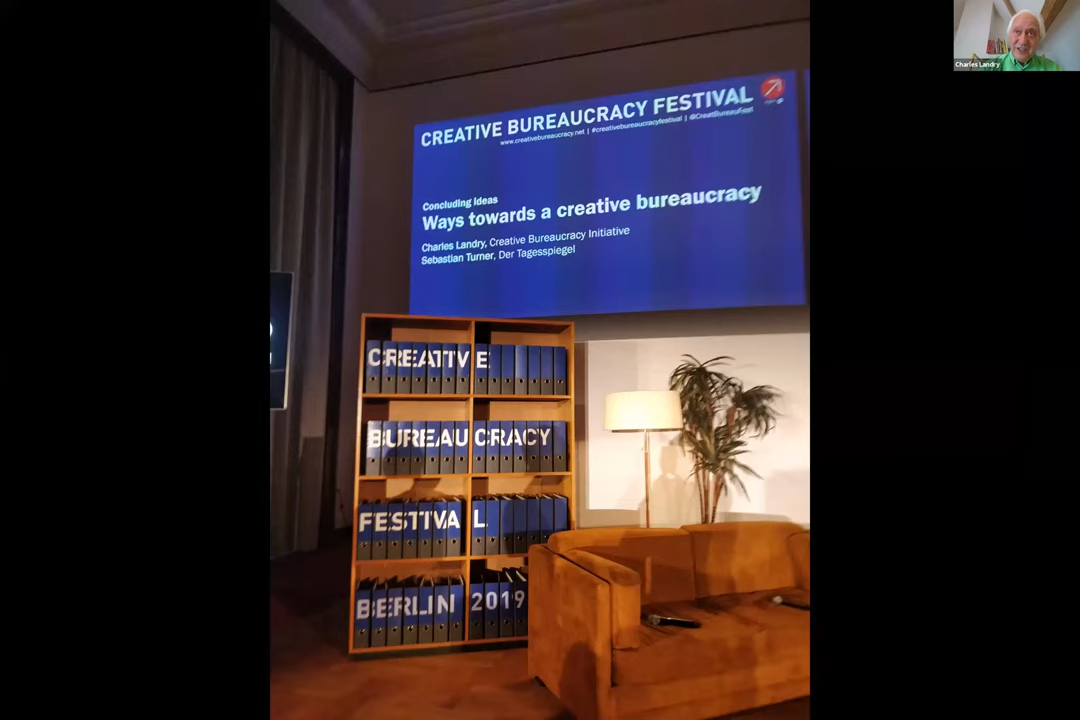 CREATIVE BUREAUCRACY FESTIVAL
www.creativebureaucracy.net | #creativebureaucracyfestival | @CreatBureauFest
Concluding Ideas
Ways towards a creative bureaucracy
Charles Landry, Creative Bureaucracy Initiative
Sebastian Turner, Der Tagesspiegel
CREATIVE
BUREAUCRACY
FESTIVAL
BERLIN 2019
Charles Landry